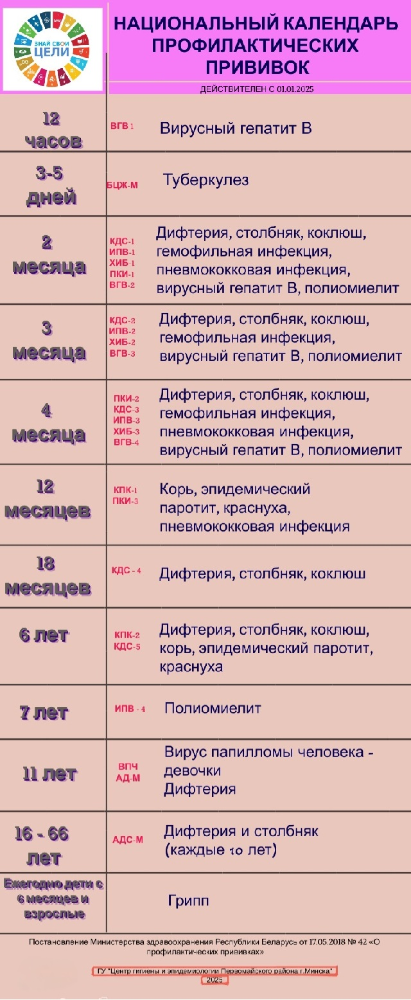 ЗНАЙ СВОИ
ЦЕЛИ
НАЦИОНАЛЬНЫЙ КАЛЕНДАРЬ
ПРОФИЛАКТИЧЕСКИХ
ПРИВИВОК
ДЕЙСТВИТЕЛЕН С 01.01.2025
12
часов
ВГВ 1
Вирусный гепатит В
3-5
дней
БЦЖ-М
Туберкулез
2
месяца
КДС-1
ИПВ-1
ХИБ-1
ПКИ-1
ВГВ-2
Дифтерия, столбняк, коклюш,
гемофильная инфекция,
пневмококковая инфекция,
вирусный гепатит В, полиомиелит
3
месяца
КДС-2
ИПВ-2
ХИБ-2
ВГВ-3
Дифтерия, столбняк, коклюш,
гемофильная инфекция,
вирусный гепатит В, полиомиелит
4
месяца
ПКИ-2
КДС-3
ИПВ-3
ХИБ-3
ВГВ-4
Дифтерия, столбняк, коклюш,
гемофильная инфекция,
пневмококковая инфекция,
вирусный гепатит В, полиомиелит
12
месяцев
КПК-1
ПКИ-3
Корь, эпидемический
паротит, краснуха,
пневмококковая инфекция
18
месяцев
КДС - 4
Дифтерия, столбняк, коклюш
6 лет
КПК-2
КДС-5
Дифтерия, столбняк, коклюш,
корь, эпидемический паротит,
краснуха
7 лет
ИПВ - 4
Полиомиелит
11 лет
ВПЧ
АД-М
Вирус папилломы человека -
девочки
Дифтерия
16 - 66
лет
АДС-М
Дифтерия и столбняк
(каждые 10 лет)
Ежегодно дети с
6 месяцев и
взрослые
Грипп
Постановление Министерства здравоохранения Республики Беларусь от 17.05.2018 № 42 «О
профилактических прививках»
ГУ "Центр гигиены и эпидемиологии Первомайского района г.Минска"
2025